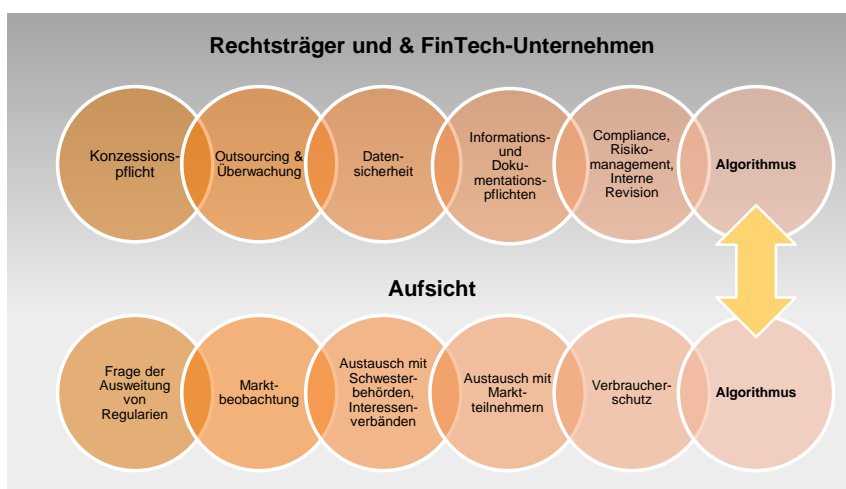 Rechtsträger und & FinTech-Unternehmen
Konzessions-
pflicht
Outsourcing &
Überwachung
Daten-
sicherheit
Informations-
und
Doku-
mentations-
pflichten
Compliance,
Risiko-
management,
Interne
Revision
Algorithmus
Aufsicht
Frage der
Ausweitung
von
Regularien
Markt-
beobachtung
Austausch mit
Schwester-
behörden,
Interessen-
verbänden
Austausch mit
Markt-
teilnehmern
Verbraucher-
schutz
Algorithmus